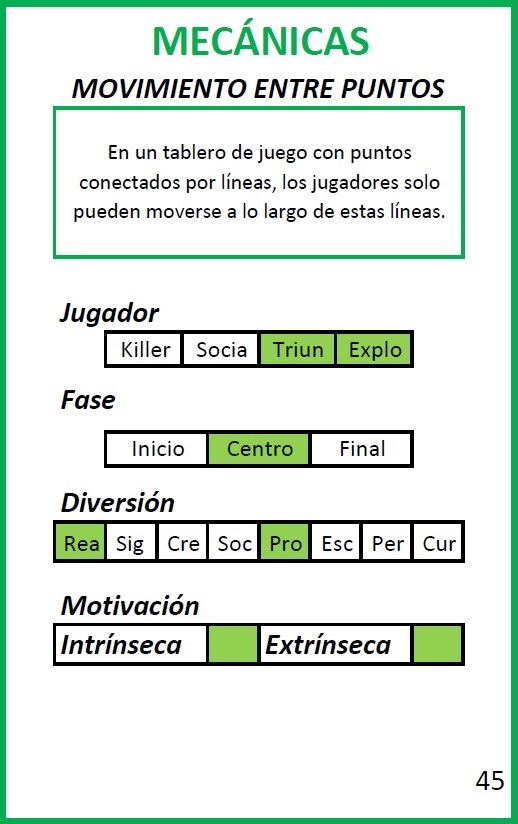 MECÁNICAS
MOVIMIENTO ENTRE PUNTOS
En un tablero de juego con puntos
conectados por líneas, los jugadores solo
pueden moverse a lo largo de estas líneas.
Jugador
Killer Socia Triun Explo
Fase
Inicio Centro Final
Diversión
Rea Sig Cre Soc Pro Esc Per Cur
Motivación
Intrínseca Extrínseca
45